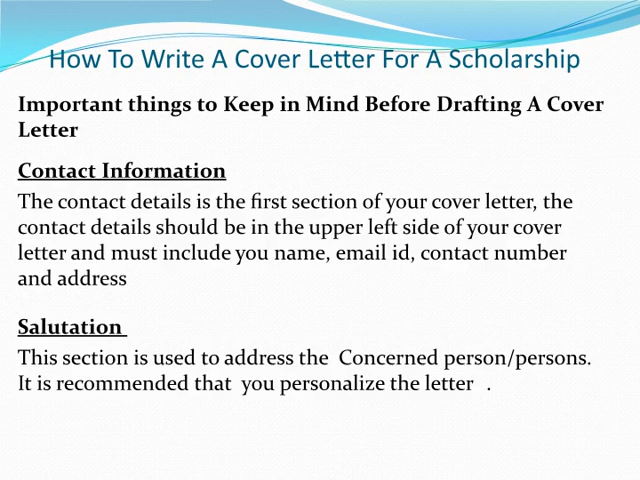 How To Write A Cover Letter For A Scholarship
Important things to Keep in Mind Before Drafting A Cover
Letter
Contact Information
The contact details is the first section of your cover letter, the
contact details should be in the upper left side of your cover
letter and must include you name, email id, contact number
and address
Salutation
This section is used to address the  Concerned person/persons.
It is recommended that  you personalize the letter  .